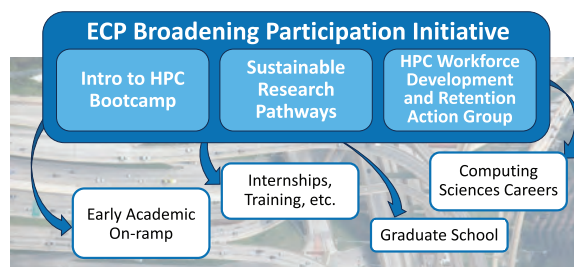 ECP Broadening Participation Initiative
Intro to HPC
Bootcamp
Sustainable
Research
Pathways
HPC Workforce
Development
and Retention
Action Group
Early Academic
On-ramp
Internships,
Training, etc.
Graduate School
Computing
Sciences Careers